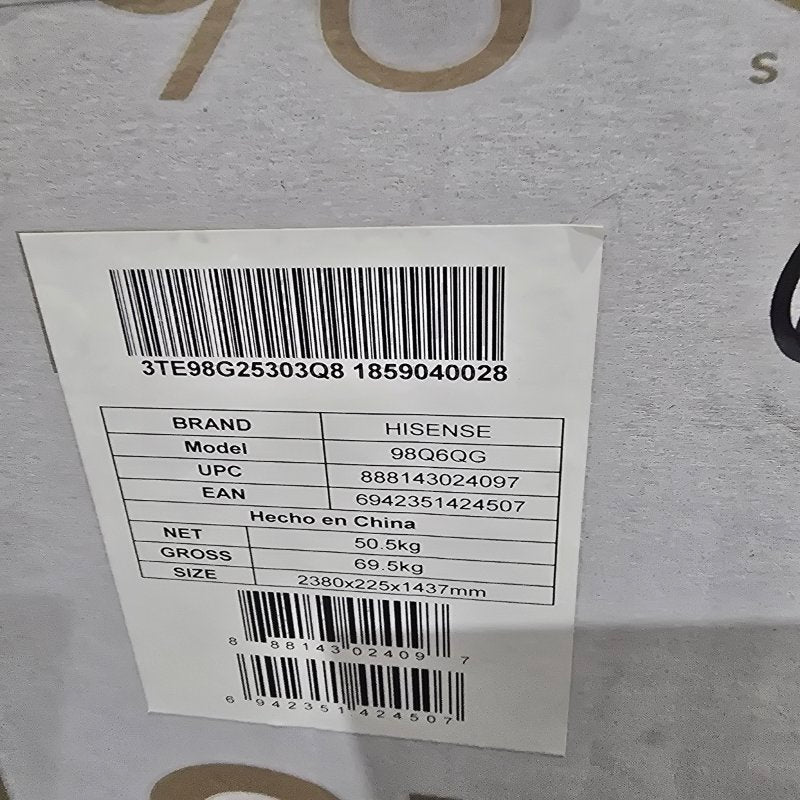 98
S
3TE98G25303Q8 1859040028
BRAND HISENSE
Model 98Q6QG
UPC 888143024097
EAN 6942351424507
Hecho en China
NET 50.5kg
GROSS 69.5kg
SIZE 2380x225x1437mm
8 88143 02409 7
6 942351 424507